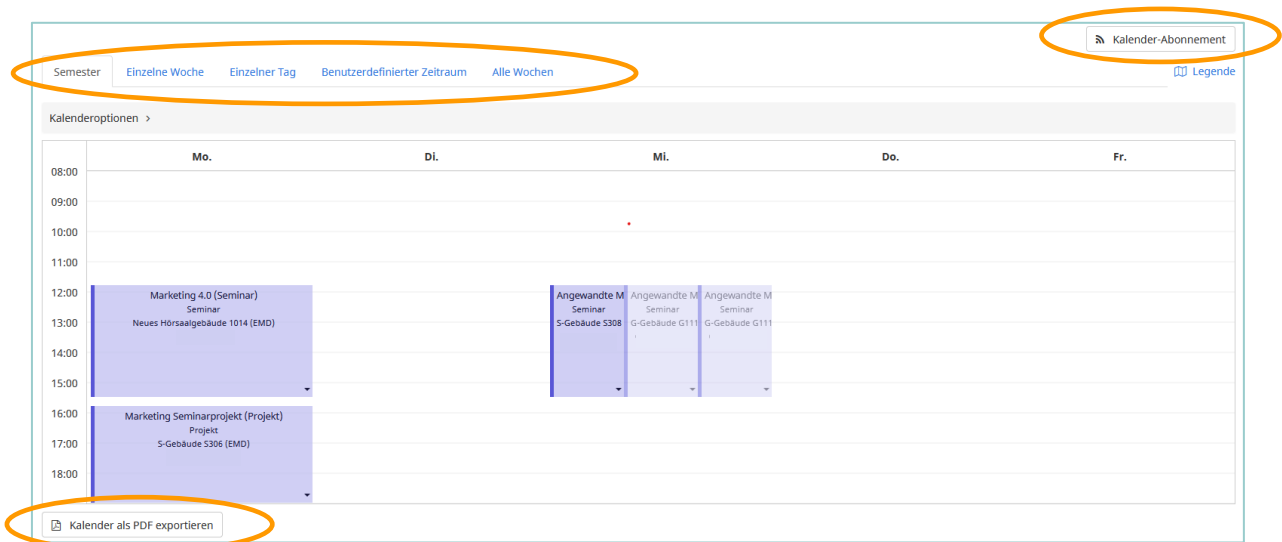 Kalender-Abonnement
Semester Einzelne Woche Einzelner Tag Benutzerdefinierter Zeitraum Alle Wochen
Legende
Kalenderoptionen >
Mo. Di. Mi. Do. Fr.
08:00
09:00
10:00
11:00
12:00
13:00
14:00
15:00
16:00
17:00
18:00
Marketing 4.0 (Seminar)
Seminar
Neues Hörsaalgebäude 1014 (EMD)
Marketing Seminarprojekt (Projekt)
Projekt
S-Gebäude S306 (EMD)
Angewandte M
Seminar
S-Gebäude S308
Angewandte M
Seminar
G-Gebäude G111
Angewandte M
Seminar
G-Gebäude G111
Kalender als PDF exportieren